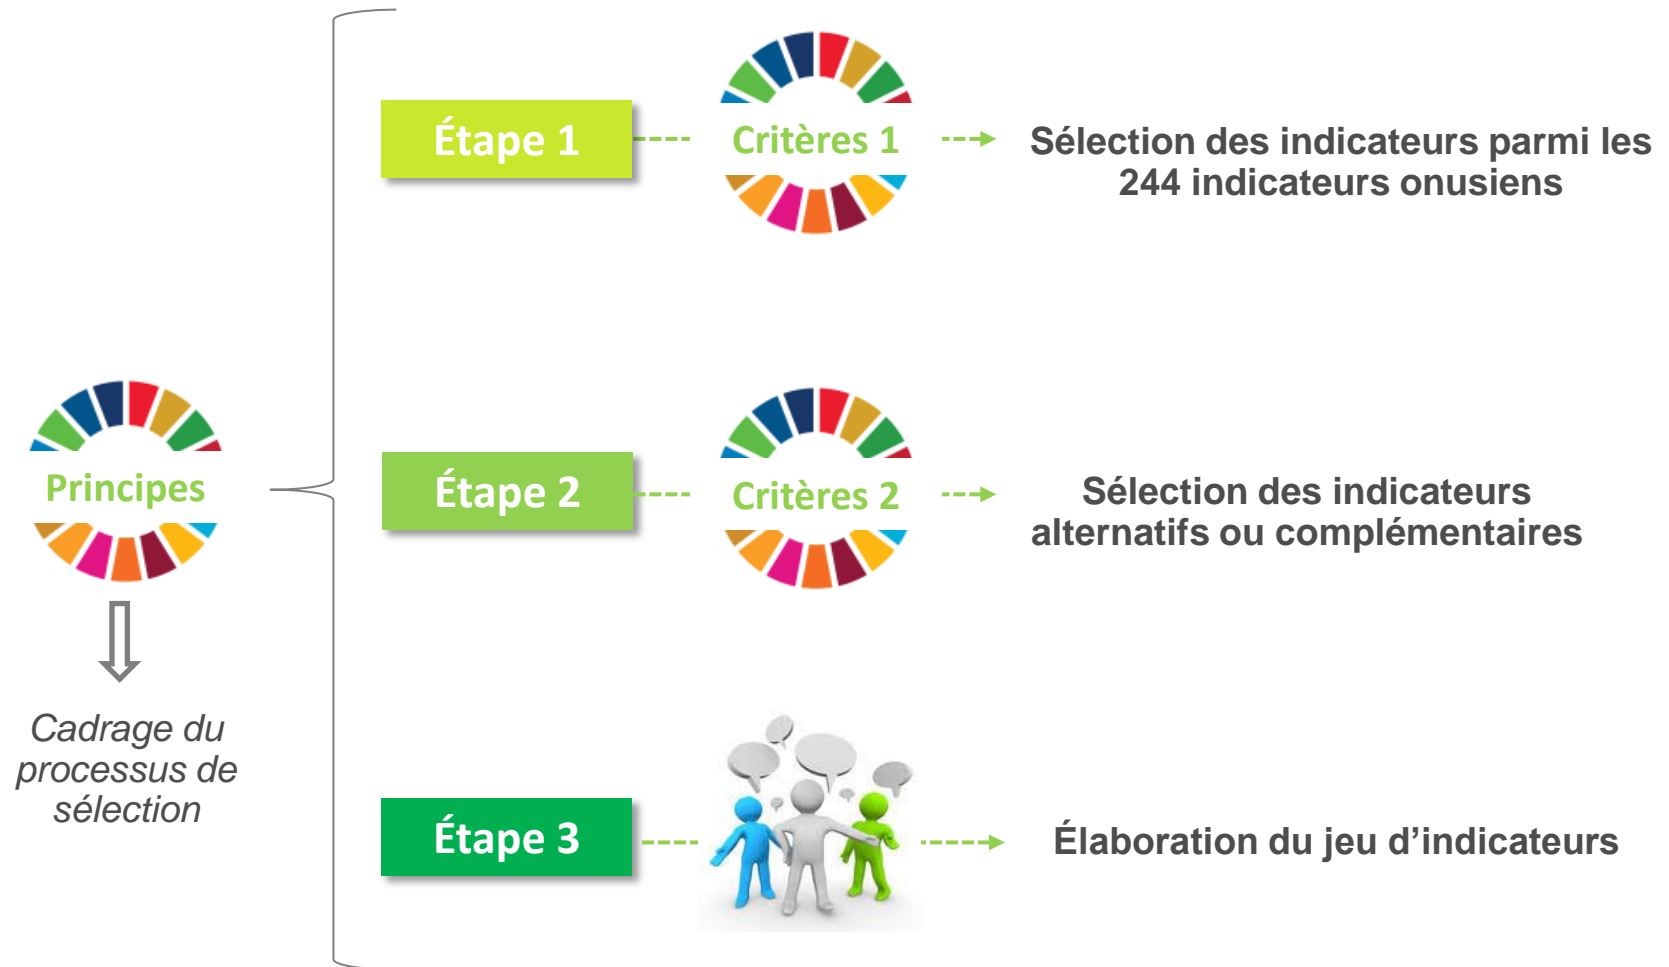 Étape 1
Critères 1
Sélection des indicateurs parmi les
244 indicateurs onusiens
Principes
Étape 2
Critères 2
Sélection des indicateurs
alternatifs ou complémentaires
Cadrage du
processus de
sélection
Étape 3
Élaboration du jeu d’indicateurs